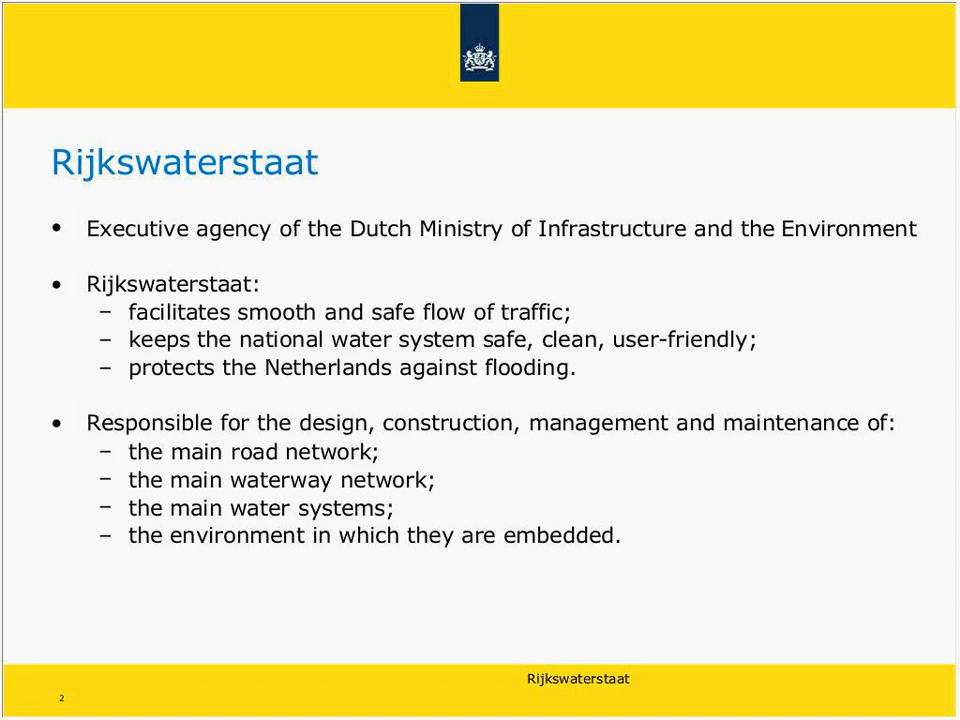 Rijkswaterstaat
• Executive agency of the Dutch Ministry of Infrastructure and the Environment
• Rijkswaterstaat:
– facilitates smooth and safe flow of traffic;
– keeps the national water system safe, clean, user-friendly;
– protects the Netherlands against flooding.
• Responsible for the design, construction, management and maintenance of:
– the main road network;
– the main waterway network;
– the main water systems;
– the environment in which they are embedded.
Rijkswaterstaat
2